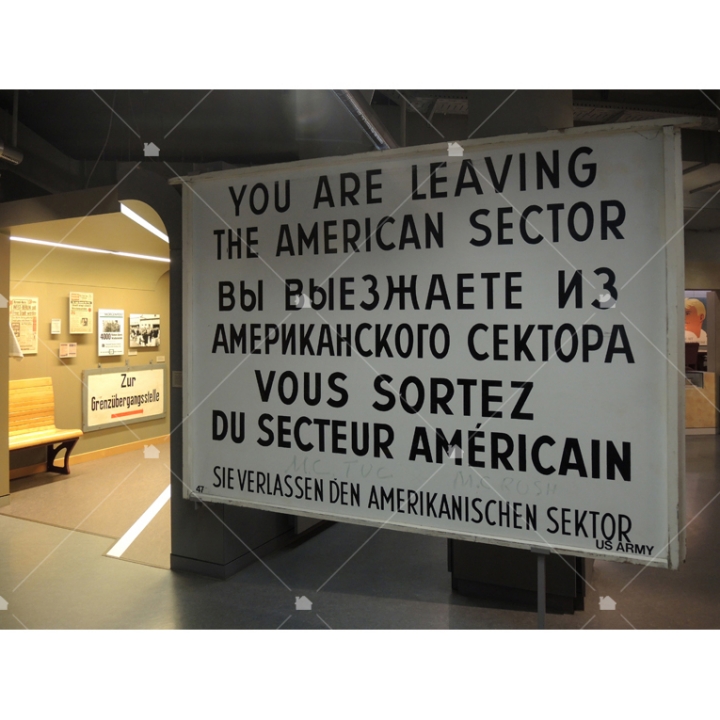 YOU ARE LEAVING
THE AMERICAN SECTOR
ВЫ ВЫЕЗЖАЕТЕ ИЗ
АМЕРИКАНСКОГО СЕКТОРА
VOUS SORTEZ
DU SECTEUR AMÉRICAIN
SIE VERLASSEN DEN AMERIKANISCHEN SEKTOR
47
US ARMY
Zur
Grenzübergangsstelle